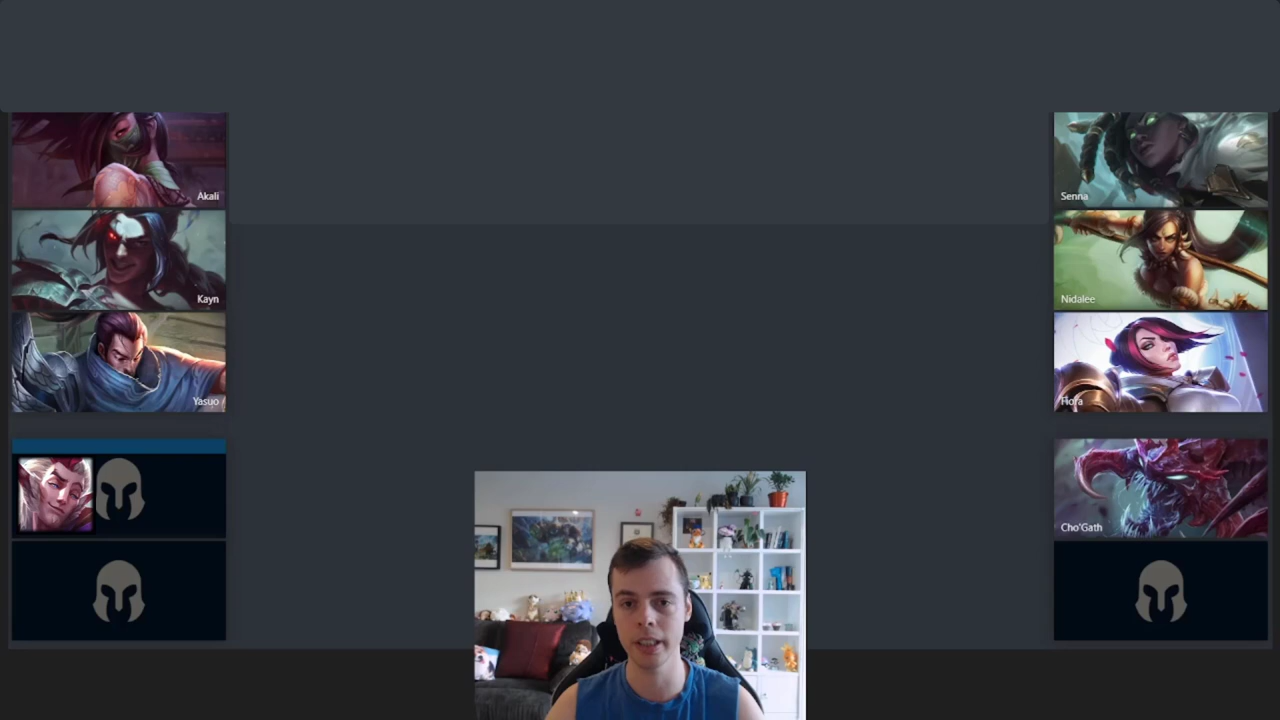 Akali
Senna
Kayn
Nidalee
Yasuo
Fiora
Cho'Gath